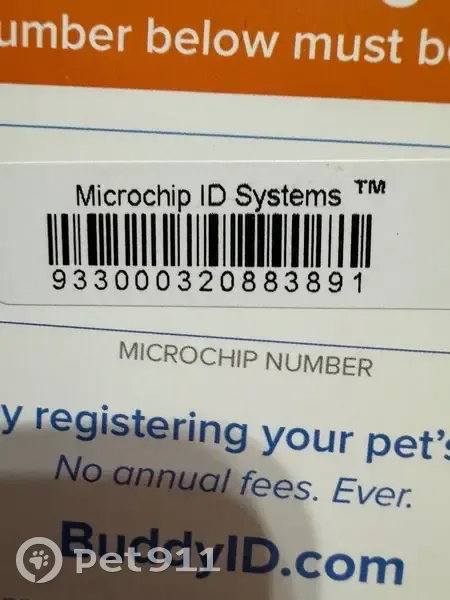 umber below must b
Microchip ID Systems ™
933000320883891
MICROCHIP NUMBER
y registering your pet's
No annual fees. Ever.
BuddyID.com
pet911